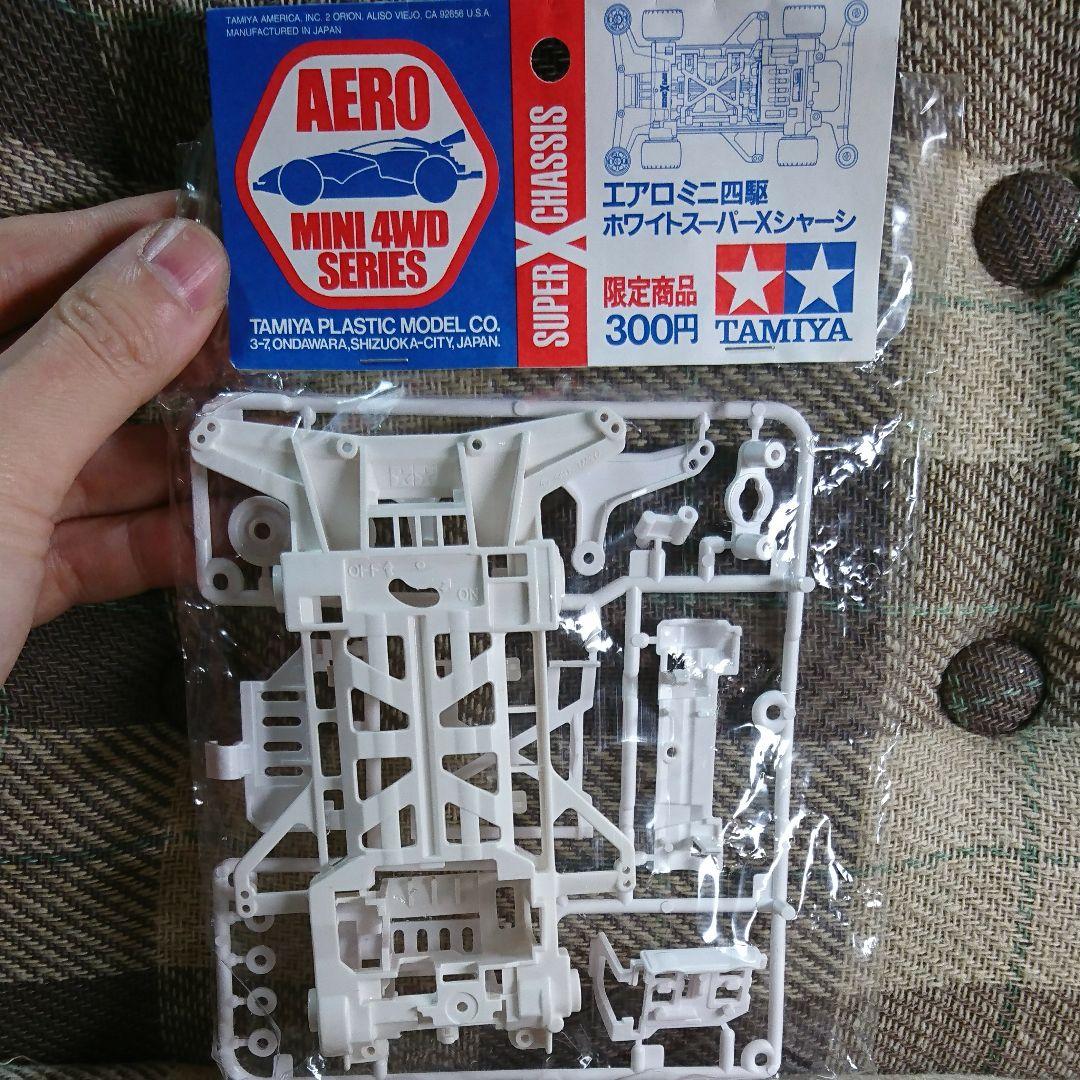 TAMIYA AMERICA, INC. 2 ORION, ALISO VIEJO, CA 92656 U.S.A.
MANUFACTURED IN JAPAN
AERO
MINI 4WD
SERIES
TAMIYA PLASTIC MODEL CO.
3-7, ONDAWARA, SHIZUOKA-CITY, JAPAN.
SUPER X CHASSIS
エアロミニ四駆
ホワイトスーパーXシャーシ
限定商品
300円
TAMIYA
OFF
ON